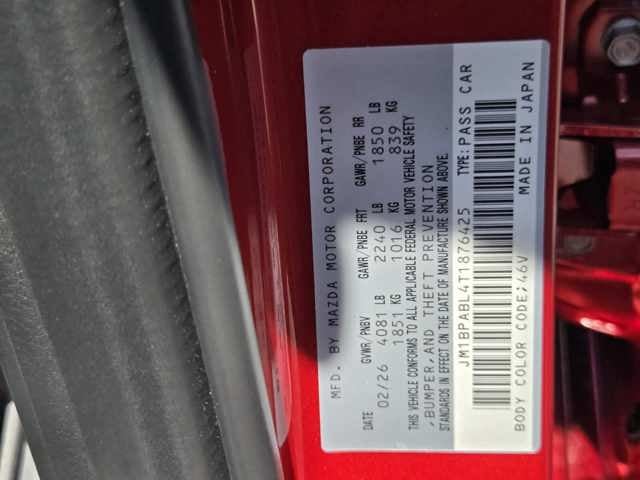 MFD. BY MAZDA MOTOR CORPORATION
DATE GVWR/PNBV GAWR/PNBE FRT GAWR/PNBE RR
02/26 4081 LB 2240 LB 1850 LB
1851 KG 1016 KG 839 KG
THIS VEHICLE CONFORMS TO ALL APPLICABLE FEDERAL MOTOR VEHICLE SAFETY
,BUMPER,AND THEFT PREVENTION
STANDARDS IN EFFECT ON THE DATE OF MANUFACTURE SHOWN ABOVE.
JM1BPABL4T1876425 TYPE:PASS CAR
BODY COLOR CODE:46V MADE IN JAPAN